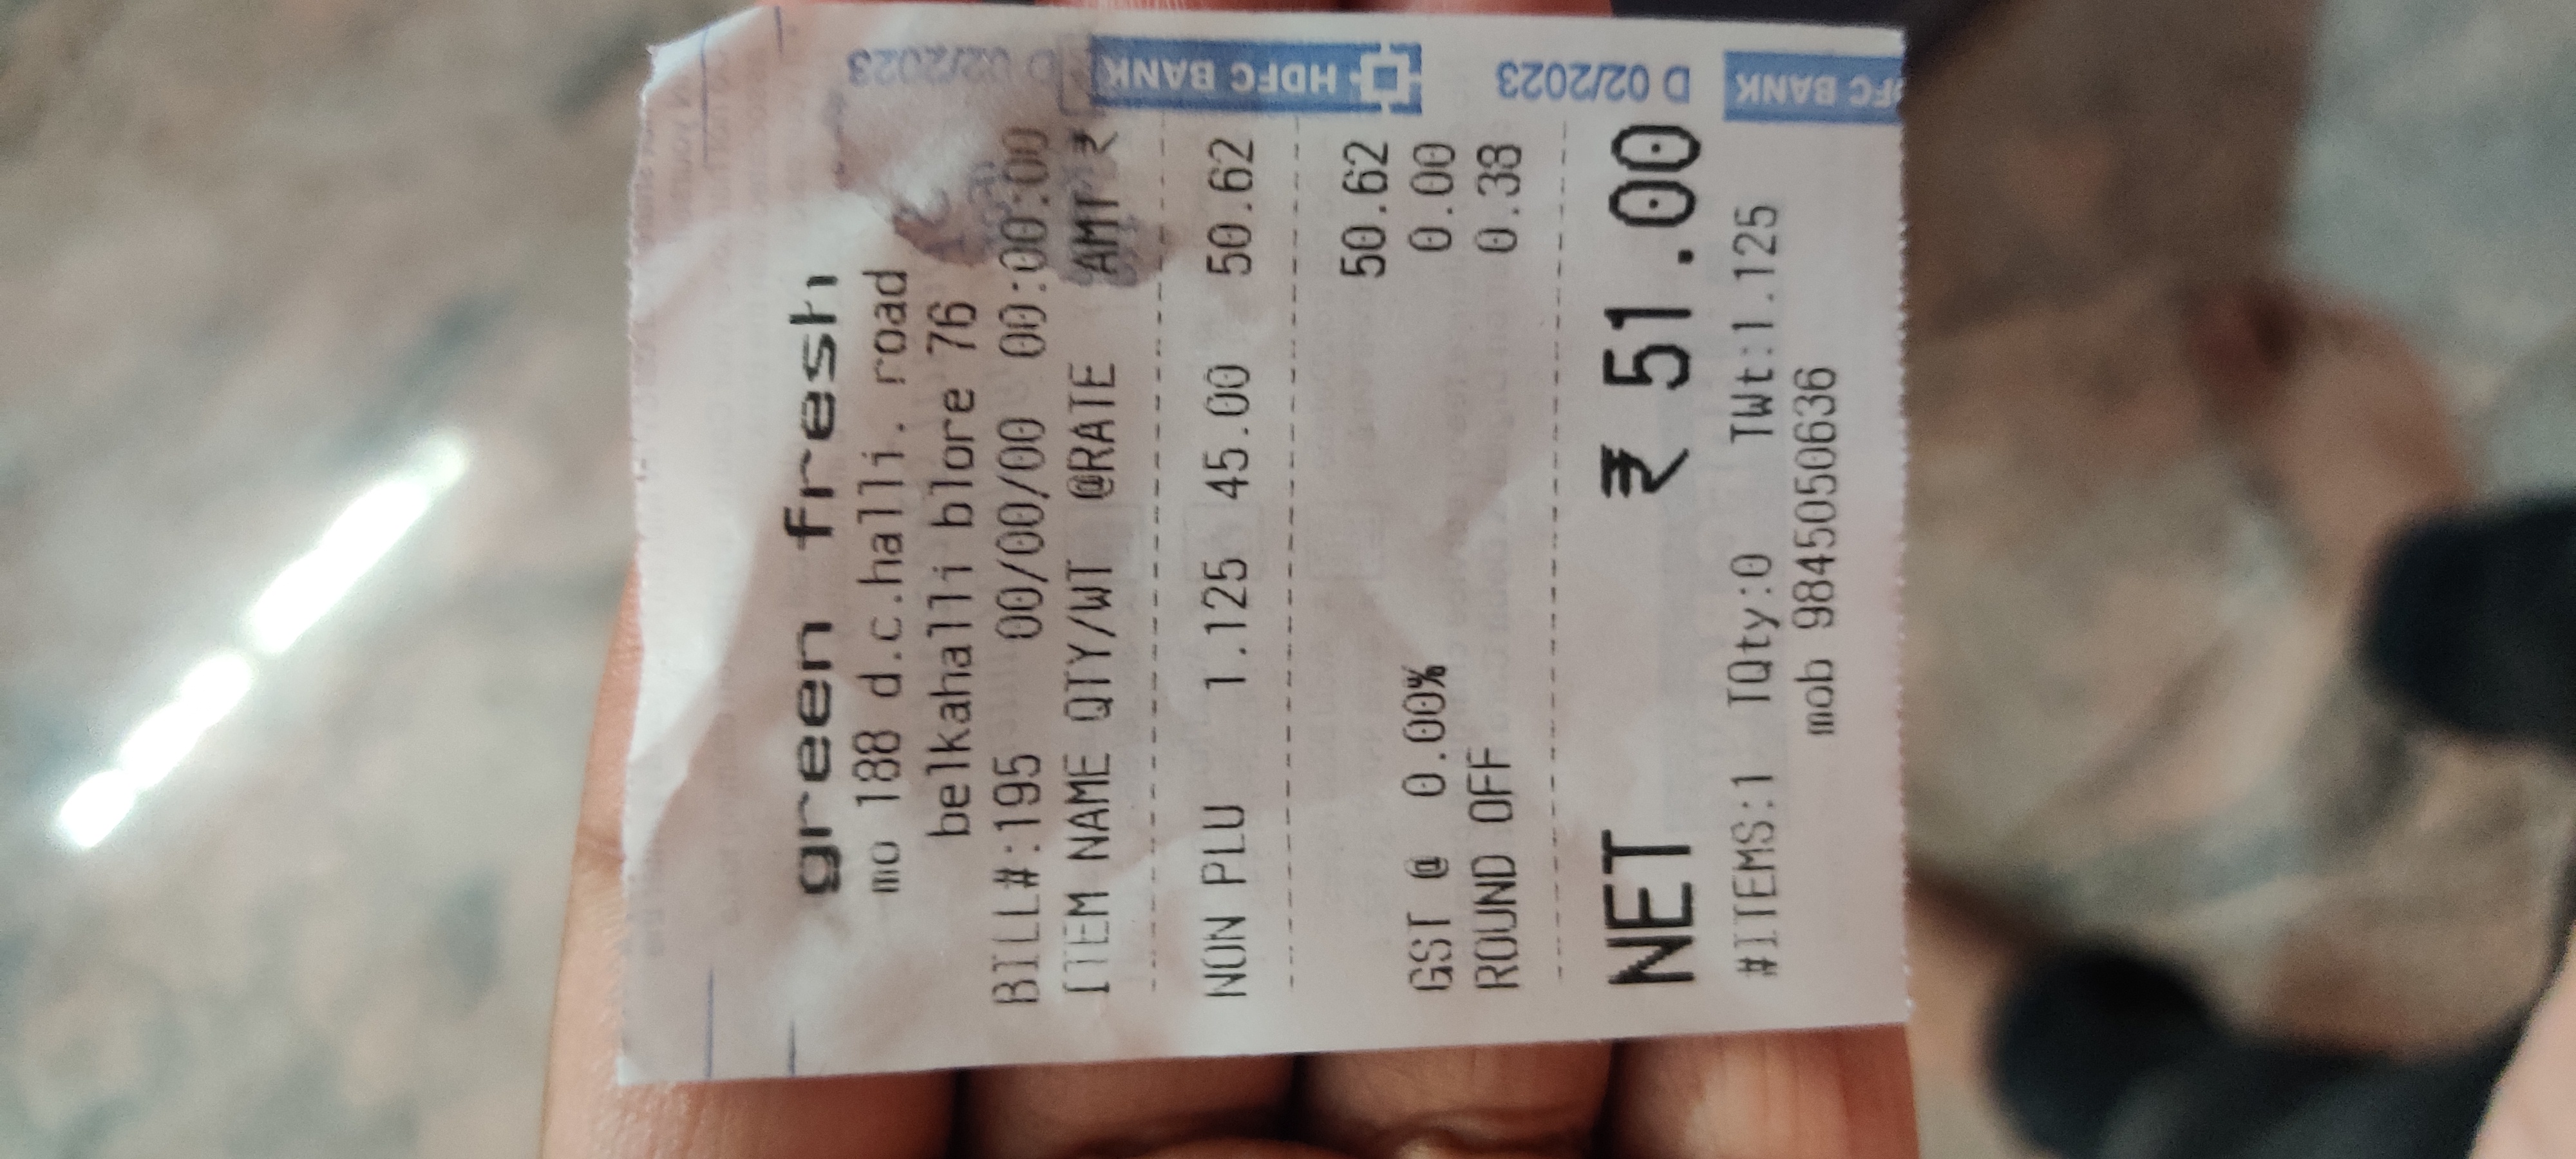 green fresh
mo 188 d.c.halli. road
belkahalli blore 76
BILL#:195 00/00/00 00:00:00
ITEM NAME QTY/WT @RATE AMT ₹
NON PLU 1.125 45.00 50.62
50.62
GST @ 0.00% 0.00
ROUND OFF 0.38
NET ₹ 51.00
#ITEMS:1 TQty:0 TWt:1.125
mob 9845050636
D 02/2023
HDFC BANK
D 02/2023
FC BANK